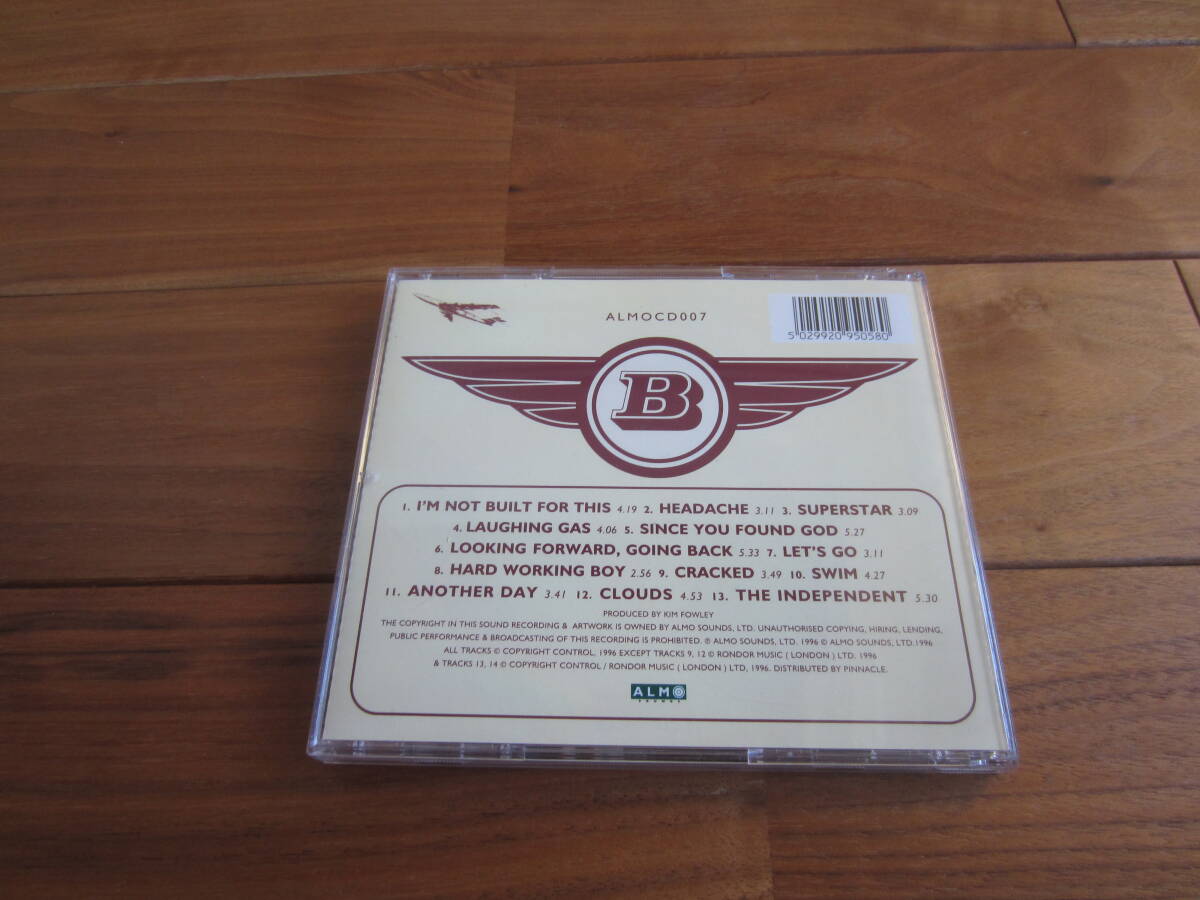 ALMOCD007
5 029920 950580
B
1. I'M NOT BUILT FOR THIS 4.19 2. HEADACHE 3.11 3. SUPERSTAR 3.09
4. LAUGHING GAS 4.06 5. SINCE YOU FOUND GOD 5.27
6. LOOKING FORWARD, GOING BACK 5.33 7. LET'S GO 3.11
8. HARD WORKING BOY 2.56 9. CRACKED 3.49 10. SWIM 4.27
11. ANOTHER DAY 3.41 12. CLOUDS 4.53 13. THE INDEPENDENT 5.30
PRODUCED BY KIM FOWLEY
THE COPYRIGHT IN THIS SOUND RECORDING & ARTWORK IS OWNED BY ALMO SOUNDS, LTD. UNAUTHORISED COPYING, HIRING, LENDING,
PUBLIC PERFORMANCE & BROADCASTING OF THIS RECORDING IS PROHIBITED. ℗ ALMO SOUNDS, LTD. 1996 © ALMO SOUNDS, LTD.1996
ALL TRACKS © COPYRIGHT CONTROL, 1996 EXCEPT TRACKS 9, 12 © RONDOR MUSIC ( LONDON ) LTD. 1996
& TRACKS 13, 14 © COPYRIGHT CONTROL / RONDOR MUSIC ( LONDON ) LTD, 1996. DISTRIBUTED BY PINNACLE.
ALMO
SOUNDS